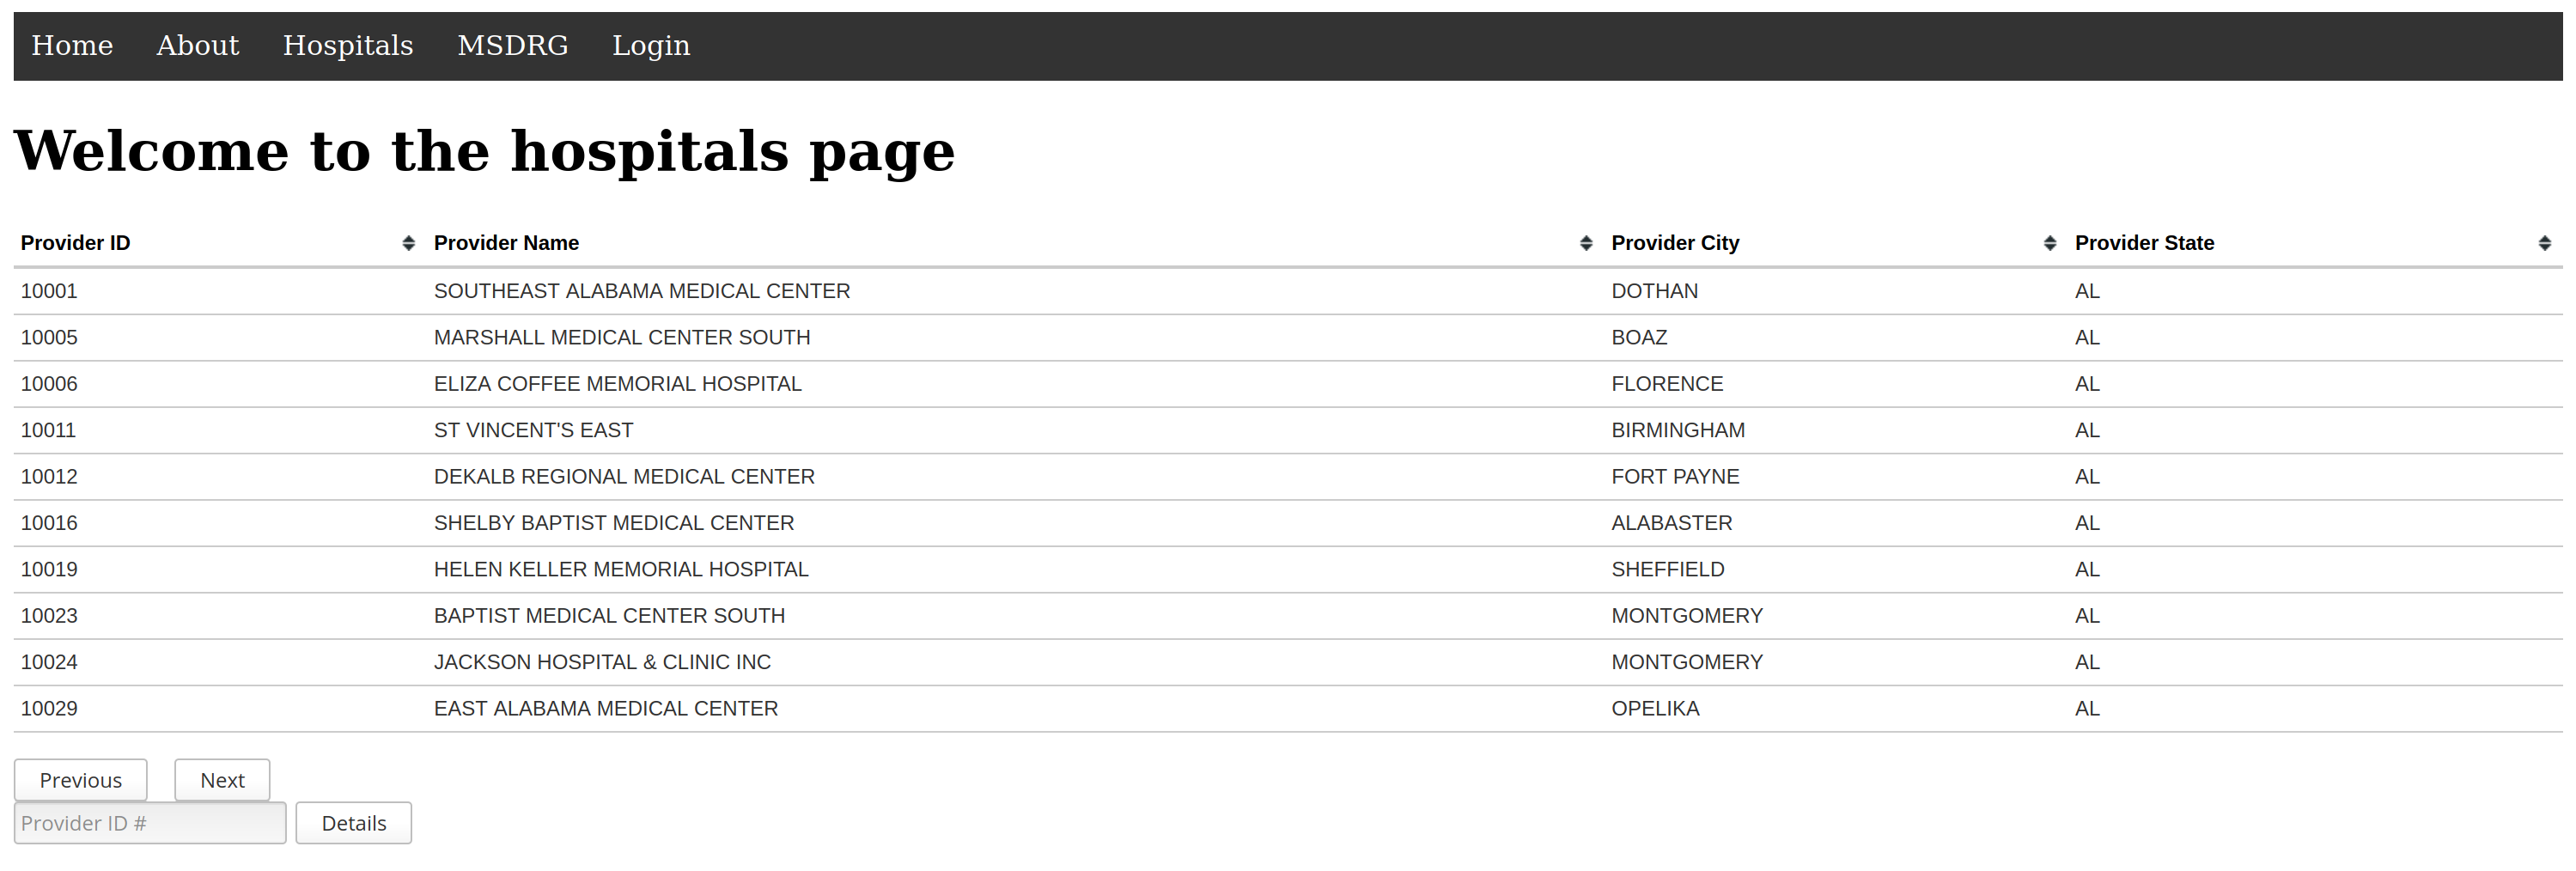 Home About Hospitals MSDRG Login
Welcome to the hospitals page
Provider ID Provider Name Provider City Provider State
10001 SOUTHEAST ALABAMA MEDICAL CENTER DOTHAN AL
10005 MARSHALL MEDICAL CENTER SOUTH BOAZ AL
10006 ELIZA COFFEE MEMORIAL HOSPITAL FLORENCE AL
10011 ST VINCENT'S EAST BIRMINGHAM AL
10012 DEKALB REGIONAL MEDICAL CENTER FORT PAYNE AL
10016 SHELBY BAPTIST MEDICAL CENTER ALABASTER AL
10019 HELEN KELLER MEMORIAL HOSPITAL SHEFFIELD AL
10023 BAPTIST MEDICAL CENTER SOUTH MONTGOMERY AL
10024 JACKSON HOSPITAL & CLINIC INC MONTGOMERY AL
10029 EAST ALABAMA MEDICAL CENTER OPELIKA AL
Previous Next
Provider ID # Details